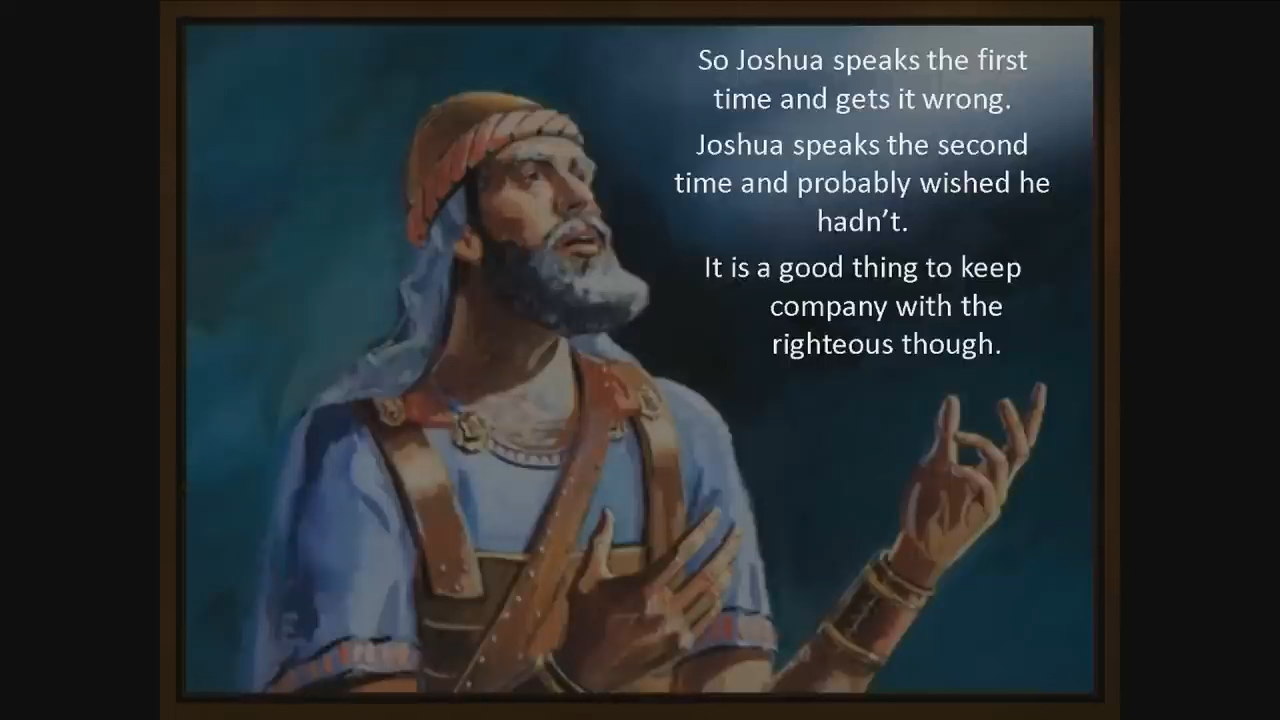 So Joshua speaks the first
time and gets it wrong.
Joshua speaks the second
time and probably wished he
hadn’t.
It is a good thing to keep
company with the
righteous though.